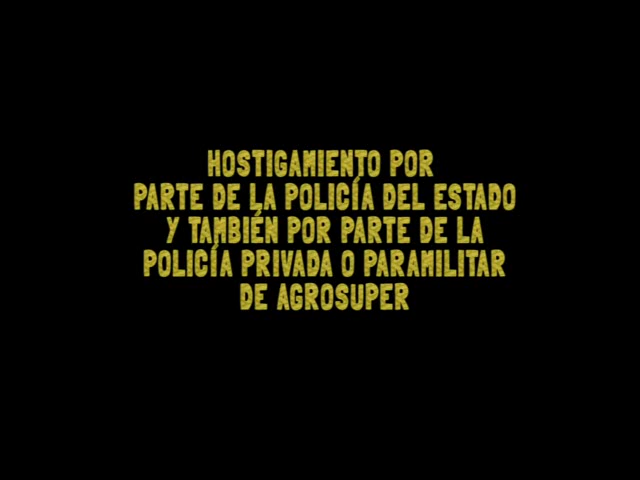 HOSTIGAMIENTO POR
PARTE DE LA POLICÍA DEL ESTADO
Y TAMBIÉN POR PARTE DE LA
POLICÍA PRIVADA O PARAMILITAR
DE AGROSUPER